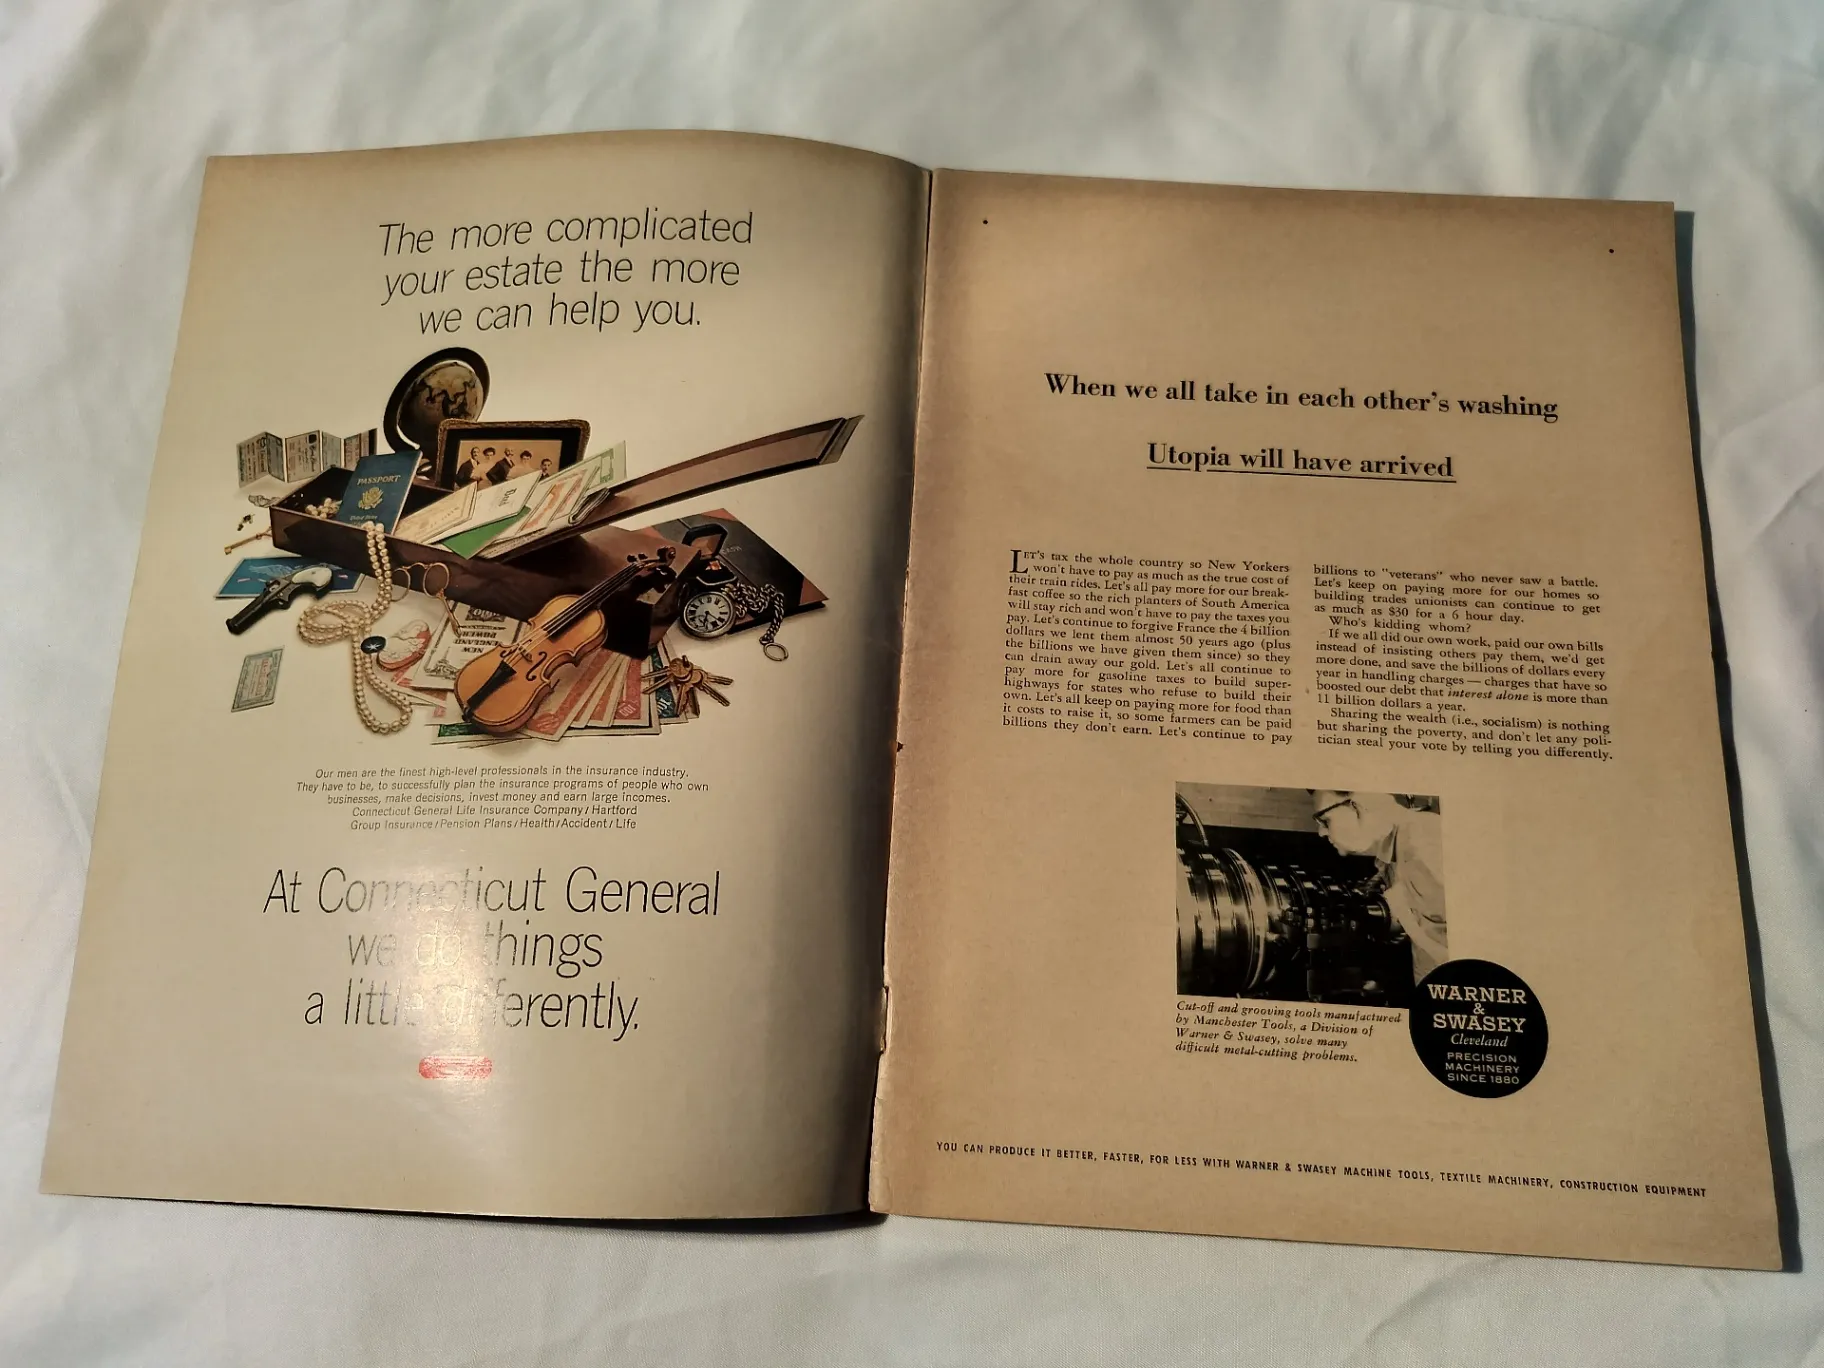 The more complicated
your estate the more
we can help you.
PASSPORT
NEW
ENGLAND
POWER
Our men are the finest high-level professionals in the insurance industry.
They have to be, to successfully plan the insurance programs of people who own
businesses, make decisions, invest money and earn large incomes.
Connecticut General Life Insurance Company / Hartford
Group Insurance / Pension Plans / Health / Accident / Life
At Connecticut General
we do things
a little differently.
When we all take in each other's washing
Utopia will have arrived
LET'S tax the whole country so New Yorkers
won't have to pay as much as the true cost of
their train rides. Let's all pay more for our break-
fast coffee so the rich planters of South America
will stay rich and won't have to pay the taxes you
pay. Let's continue to forgive France the 4 billion
dollars we lent them almost 50 years ago (plus
the billions we have given them since) so they
can drain away our gold. Let's all continue to
pay more for gasoline taxes to build super-
highways for states who refuse to build their
own. Let's all keep on paying more for food than
it costs to raise it, so some farmers can be paid
billions they don't earn. Let's continue to pay
billions to "veterans" who never saw a battle.
Let's keep on paying more for our homes so
building trades unionists can continue to get
as much as $30 for a 6 hour day.
Who's kidding whom?
If we all did our own work, paid our own bills
instead of insisting others pay them, we'd get
more done, and save the billions of dollars every
year in handling charges — charges that have so
boosted our debt that interest alone is more than
11 billion dollars a year.
Sharing the wealth (i.e., socialism) is nothing
but sharing the poverty, and don't let any poli-
tician steal your vote by telling you differently.
Cut-off and grooving tools manufactured
by Manchester Tools, a Division of
Warner & Swasey, solve many
difficult metal-cutting problems.
WARNER
&
SWASEY
Cleveland
PRECISION
MACHINERY
SINCE 1880
YOU CAN PRODUCE IT BETTER, FASTER, FOR LESS WITH WARNER & SWASEY MACHINE TOOLS, TEXTILE MACHINERY, CONSTRUCTION EQUIPMENT